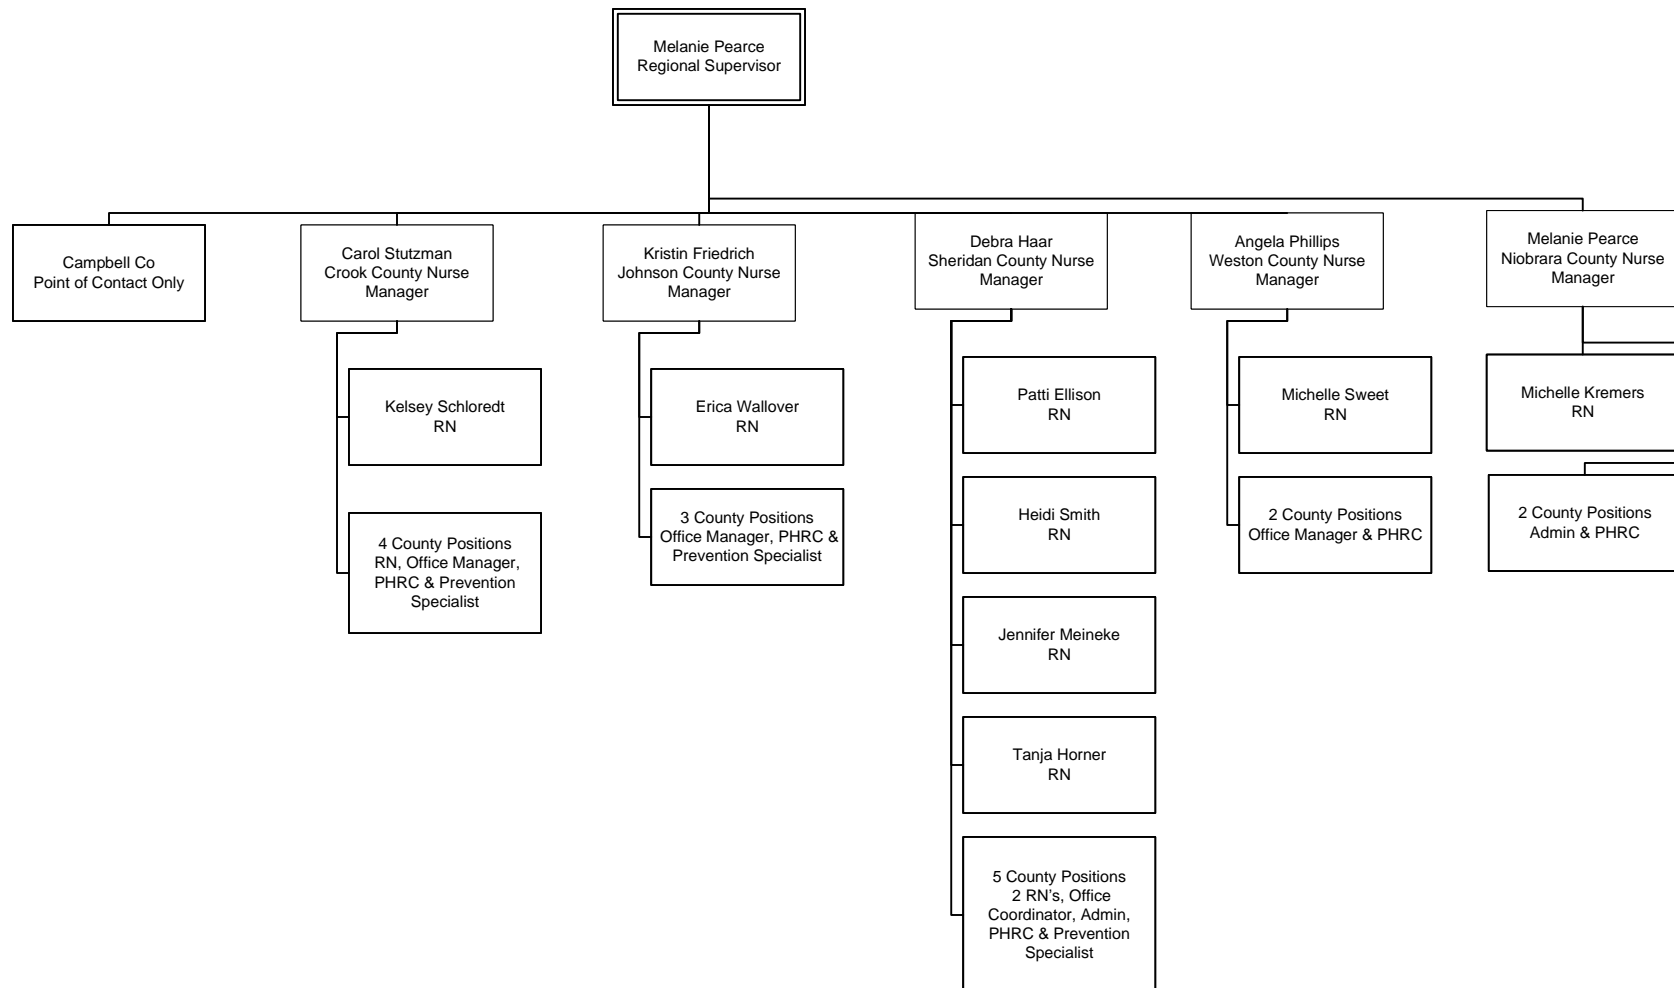 Melanie Pearce
Regional Supervisor
Campbell Co
Point of Contact Only
Carol Stutzman
Crook County Nurse
Manager
Kristin Friedrich
Johnson County Nurse
Manager
Debra Haar
Sheridan County Nurse
Manager
Angela Phillips
Weston County Nurse
Manager
Melanie Pearce
Niobrara County Nurse
Manager
Kelsey Schloredt
RN
4 County Positions
RN, Office Manager,
PHRC & Prevention
Specialist
Erica Wallover
RN
3 County Positions
Office Manager, PHRC &
Prevention Specialist
Patti Ellison
RN
Heidi Smith
RN
Jennifer Meineke
RN
Tanja Horner
RN
5 County Positions
2 RN’s, Office
Coordinator, Admin,
PHRC & Prevention
Specialist
Michelle Sweet
RN
2 County Positions
Office Manager & PHRC
Michelle Kremers
RN
2 County Positions
Admin & PHRC